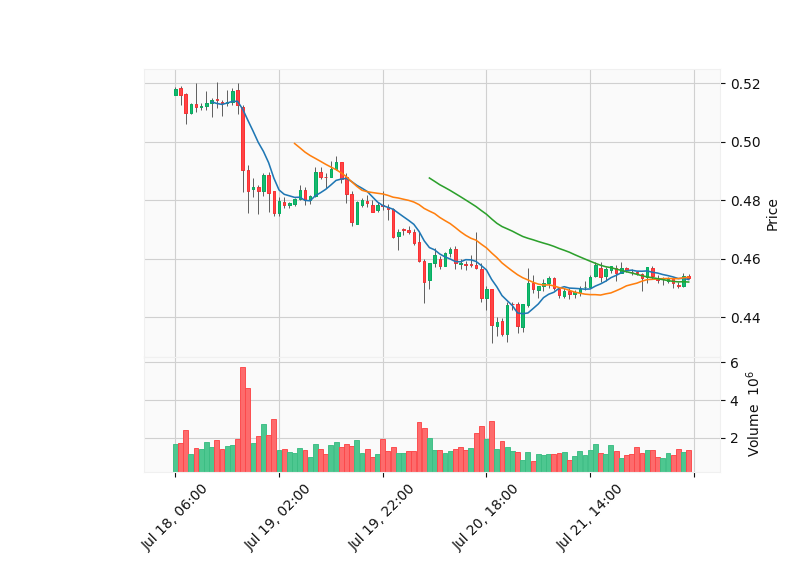 0.52
0.50
0.48
0.46
0.44
Price
6
4
2
Volume 10^6
Jul 18, 06:00
Jul 19, 02:00
Jul 19, 22:00
Jul 20, 18:00
Jul 21, 14:00